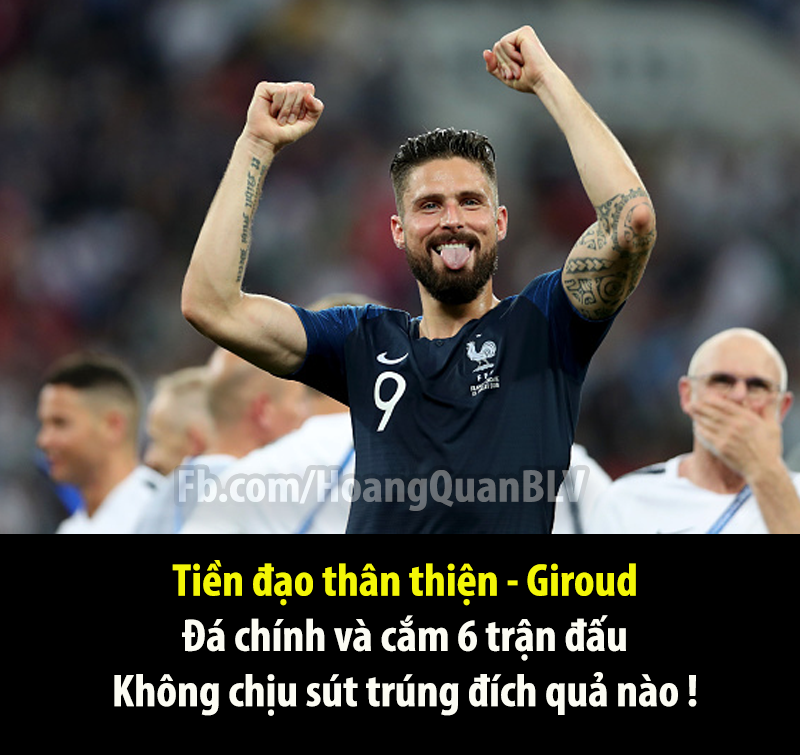 9
Fb.com/HoangQuanBLV
Tiền đạo thân thiện - Giroud
Đá chính và cắm 6 trận đấu
Không chịu sút trúng đích quả nào !